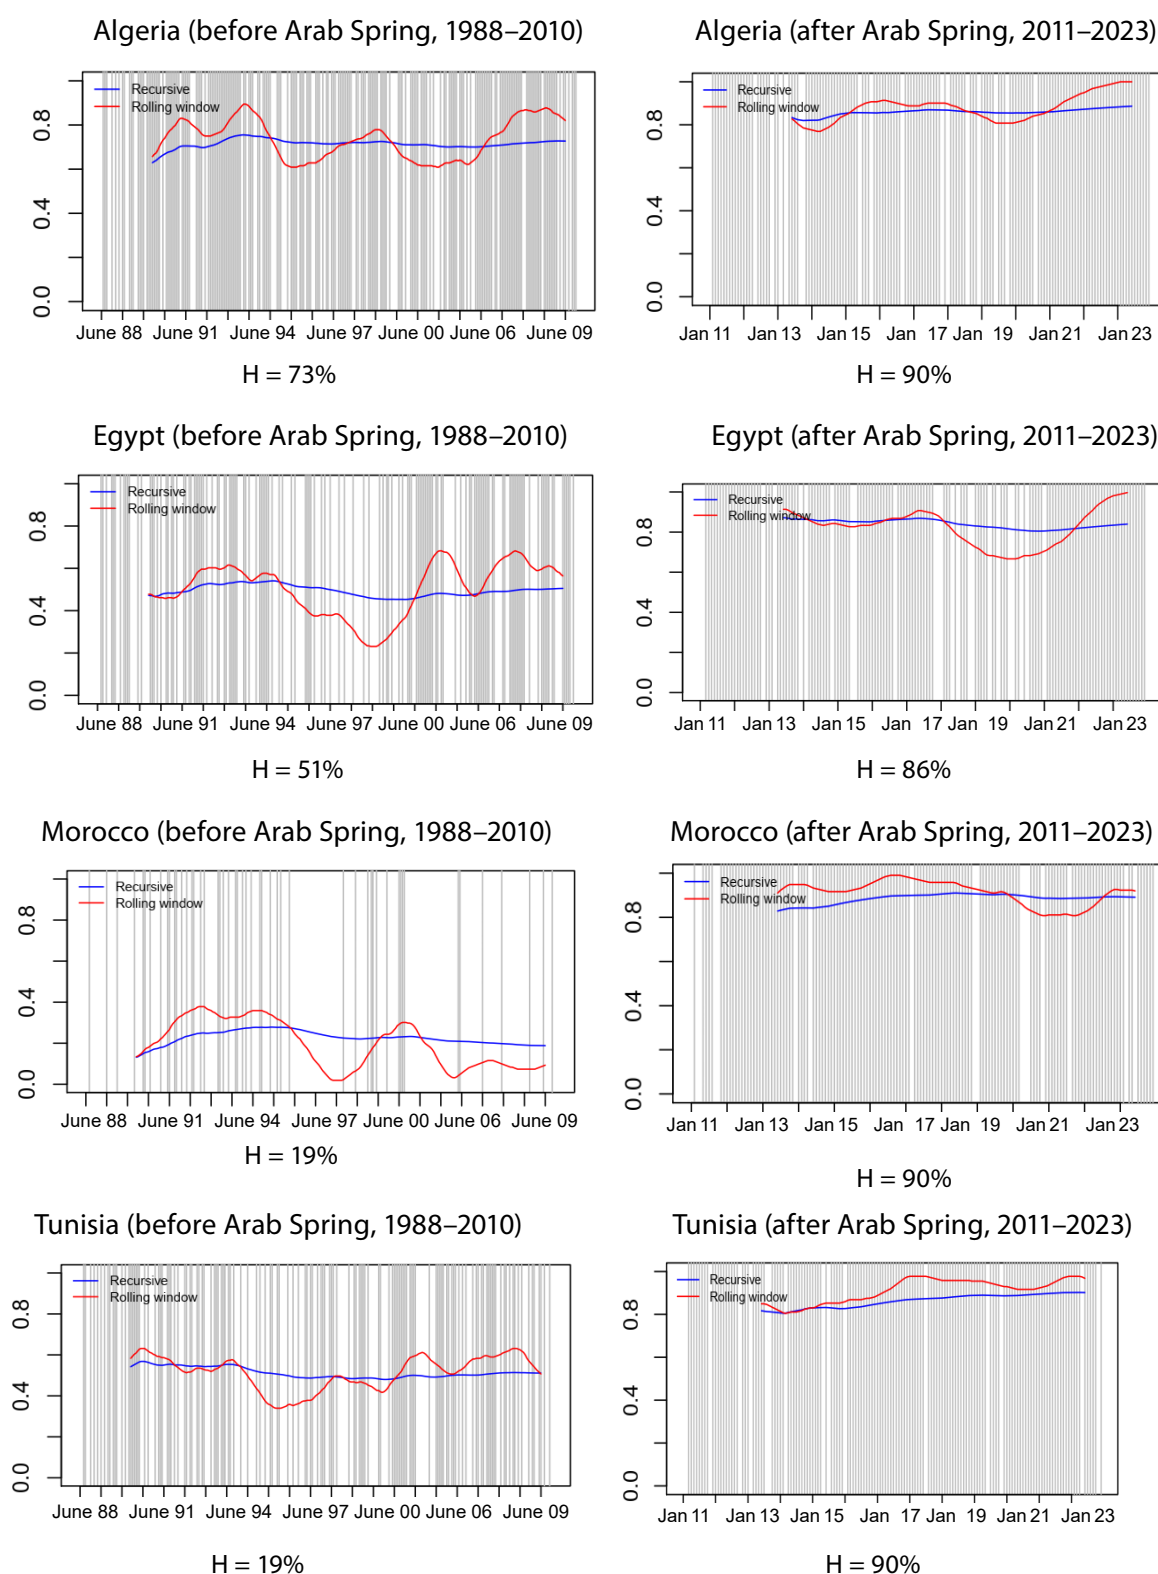 Algeria (before Arab Spring, 1988–2010)
Recursive
Rolling window
0.8
0.4
0.0
June 88 June 91 June 94 June 97 June 00 June 06 June 09
H = 73%
Algeria (after Arab Spring, 2011–2023)
Recursive
Rolling window
0.8
0.4
0.0
Jan 11 Jan 13 Jan 15 Jan 17 Jan 19 Jan 21 Jan 23
H = 90%
Egypt (before Arab Spring, 1988–2010)
Recursive
Rolling window
0.8
0.4
0.0
June 88 June 91 June 94 June 97 June 00 June 06 June 09
H = 51%
Egypt (after Arab Spring, 2011–2023)
Recursive
Rolling window
0.8
0.4
0.0
Jan 11 Jan 13 Jan 15 Jan 17 Jan 19 Jan 21 Jan 23
H = 86%
Morocco (before Arab Spring, 1988–2010)
Recursive
Rolling window
0.8
0.4
0.0
June 88 June 91 June 94 June 97 June 00 June 06 June 09
H = 19%
Morocco (after Arab Spring, 2011–2023)
Recursive
Rolling window
0.8
0.4
0.0
Jan 11 Jan 13 Jan 15 Jan 17 Jan 19 Jan 21 Jan 23
H = 90%
Tunisia (before Arab Spring, 1988–2010)
Recursive
Rolling window
0.8
0.4
0.0
June 88 June 91 June 94 June 97 June 00 June 06 June 09
H = 19%
Tunisia (after Arab Spring, 2011–2023)
Recursive
Rolling window
0.8
0.4
0.0
Jan 11 Jan 13 Jan 15 Jan 17 Jan 19 Jan 21 Jan 23
H = 90%